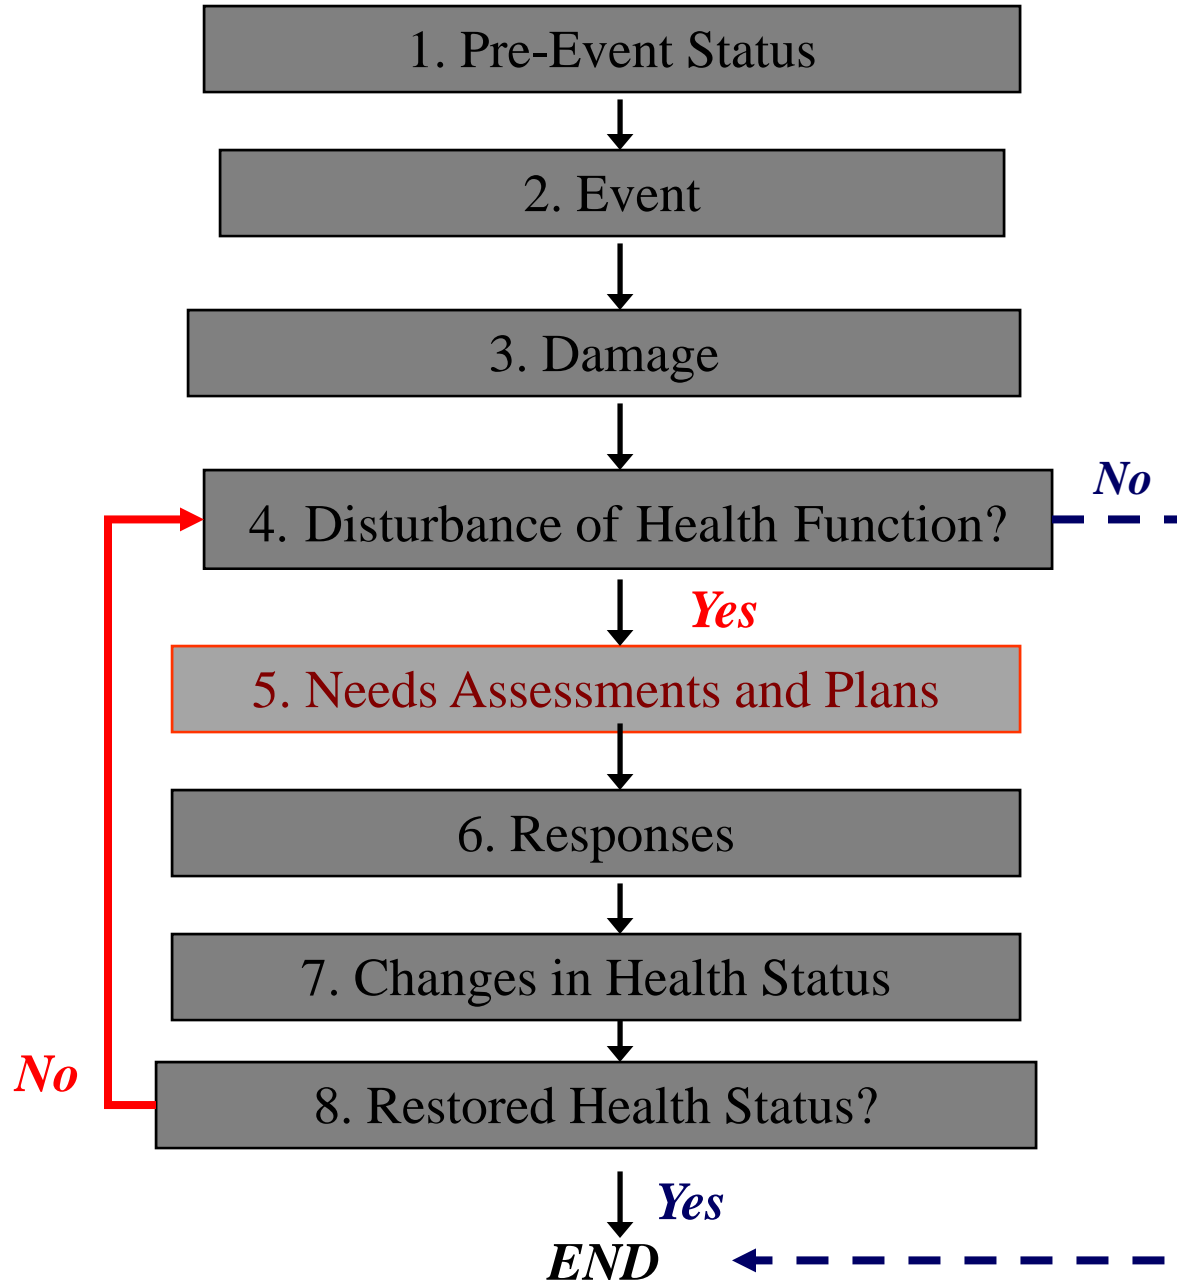 1. Pre-Event Status
2. Event
3. Damage
No
4. Disturbance of Health Function?
Yes
5. Needs Assessments and Plans
6. Responses
7. Changes in Health Status
No
8. Restored Health Status?
Yes
END